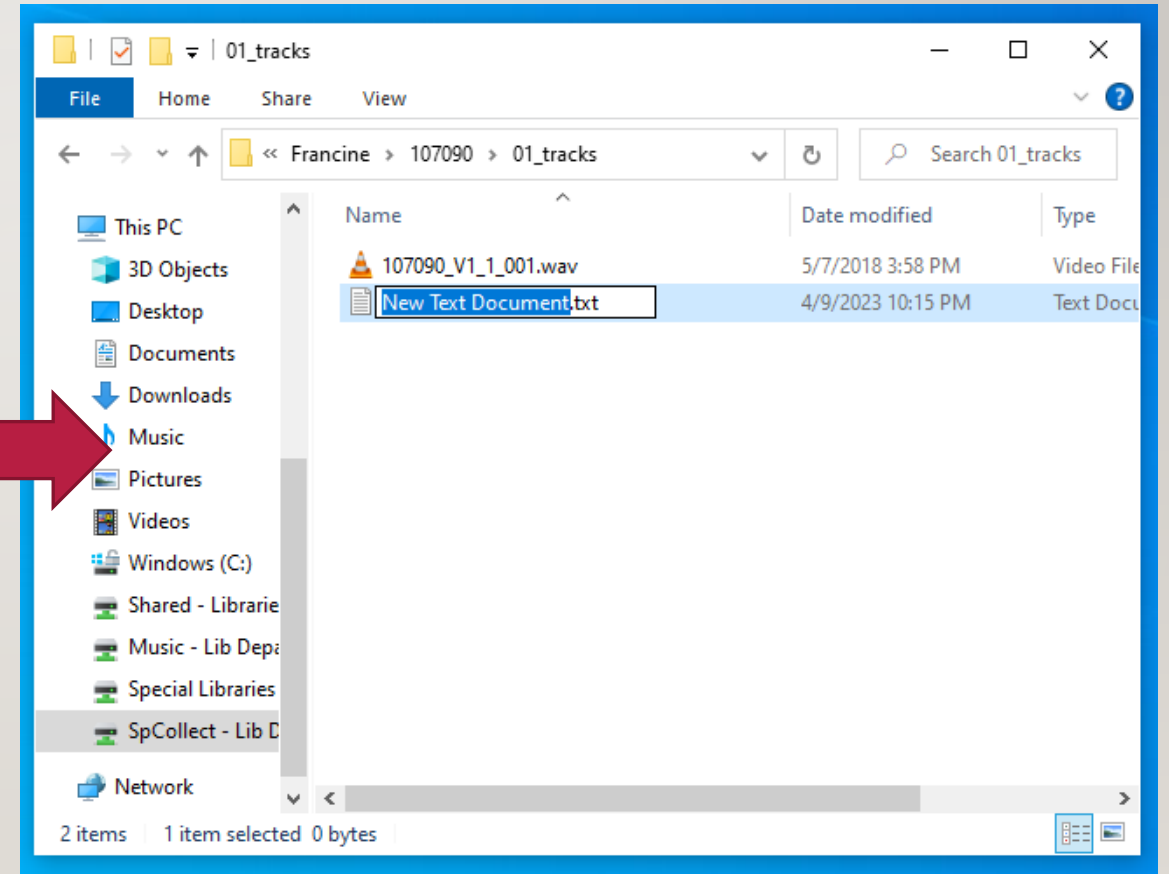 01_tracks
File Home Share View
« Francine > 107090 > 01_tracks Search 01_tracks
Name Date modified Type
This PC
3D Objects
Desktop
Documents
Downloads
Music
Pictures
Videos
Windows (C:)
Shared - Librarie
Music - Lib Depa
Special Libraries
SpCollect - Lib D
Network
107090_V1_1_001.wav 5/7/2018 3:58 PM Video File
New Text Document.txt 4/9/2023 10:15 PM Text Docu
2 items 1 item selected 0 bytes